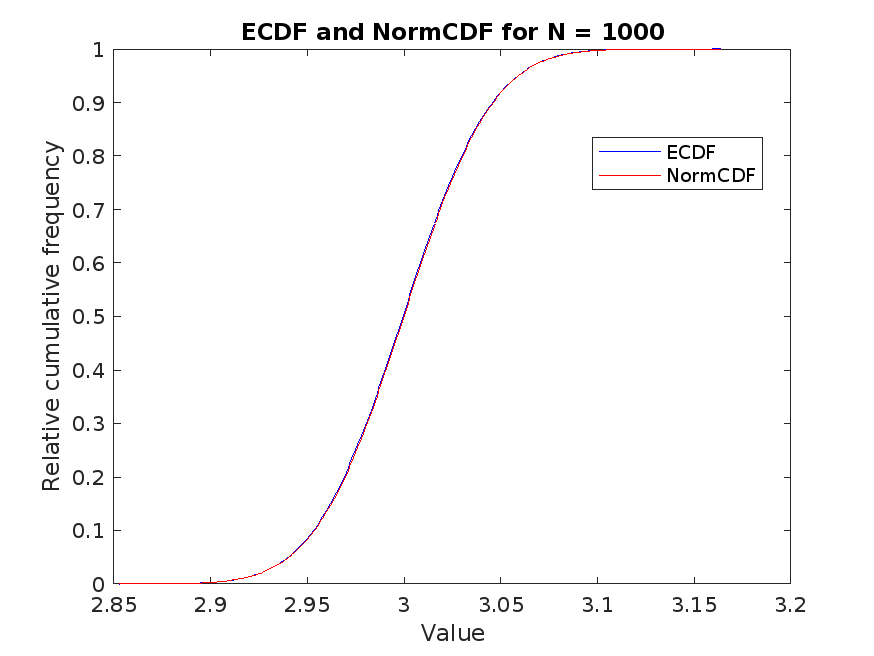 ECDF and NormCDF for N = 1000
1
0.9
0.8
0.7
0.6
0.5
0.4
0.3
0.2
0.1
0
Relative cumulative frequency
ECDF
NormCDF
2.85 2.9 2.95 3 3.05 3.1 3.15 3.2
Value